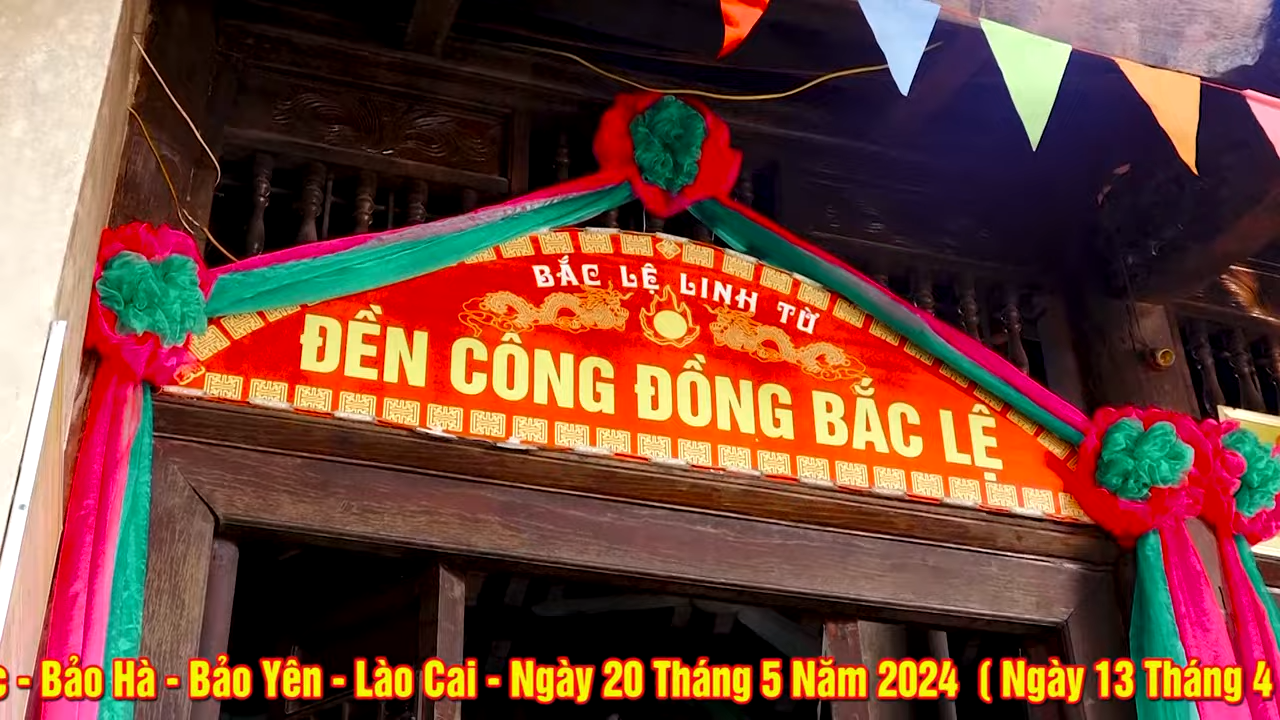 BẮC LỆ LINH TỪ
ĐỀN CÔNG ĐỒNG BẮC LỆ
- Bảo Hà - Bảo Yên - Lào Cai - Ngày 20 Tháng 5 Năm 2024 ( Ngày 13 Tháng 4